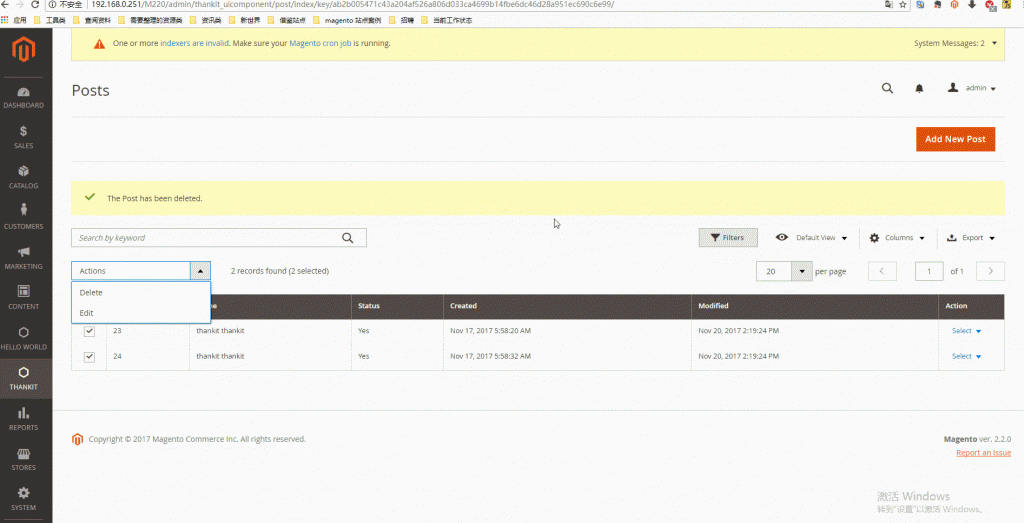 不安全 192.168.0.251/M220/admin/thankit_uicomponent/post/index/key/ab2b005471c43a204af526a806d033ca4699b14fbe6dc46d28a951ec690c6e99/
应用 工具类 查阅资料 需要整理的资源类 资讯类 新世界 借鉴站点 magento 站点案例 招聘 当前工作状态
One or more indexers are invalid. Make sure your Magento cron job is running. System Messages: 2
Posts admin
DASHBOARD
Add New Post
SALES
CATALOG
The Post has been deleted.
CUSTOMERS
Search by keyword Filters Default View Columns Export
MARKETING
Actions 2 records found (2 selected) 20 per page 1 of 1
Delete
CONTENT
Edit
Status Created Modified Action
23 thankit thankit Yes Nov 17, 2017 5:58:20 AM Nov 20, 2017 2:19:24 PM Select
HELLO WORLD
24 thankit thankit Yes Nov 17, 2017 5:58:32 AM Nov 20, 2017 2:19:24 PM Select
THANKIT
REPORTS
Copyright © 2017 Magento Commerce Inc. All rights reserved. Magento ver. 2.2.0
Report an Issue
STORES
SYSTEM
激活 Windows
转到"设置"以激活 Windows。